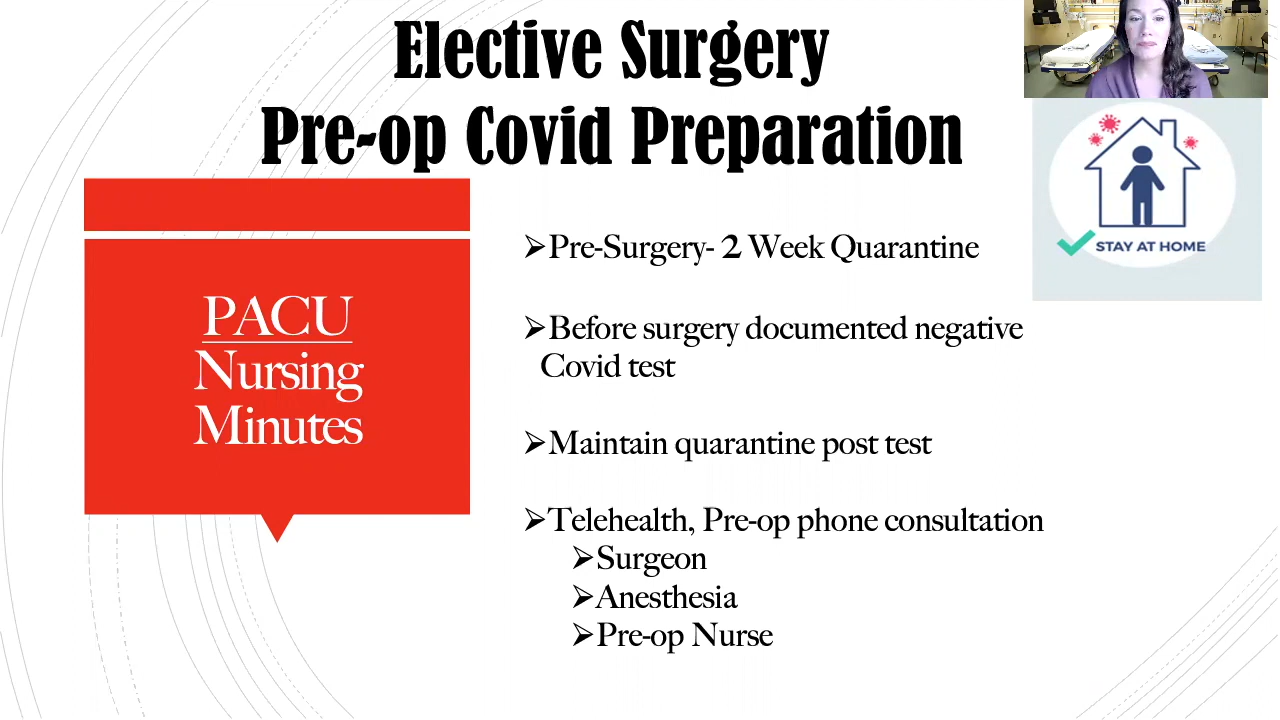 Elective Surgery
Pre-op Covid Preparation
PACU
Nursing
Minutes
➢Pre-Surgery- 2 Week Quarantine
➢Before surgery documented negative
Covid test
➢Maintain quarantine post test
➢Telehealth, Pre-op phone consultation
➢Surgeon
➢Anesthesia
➢Pre-op Nurse
STAY AT HOME